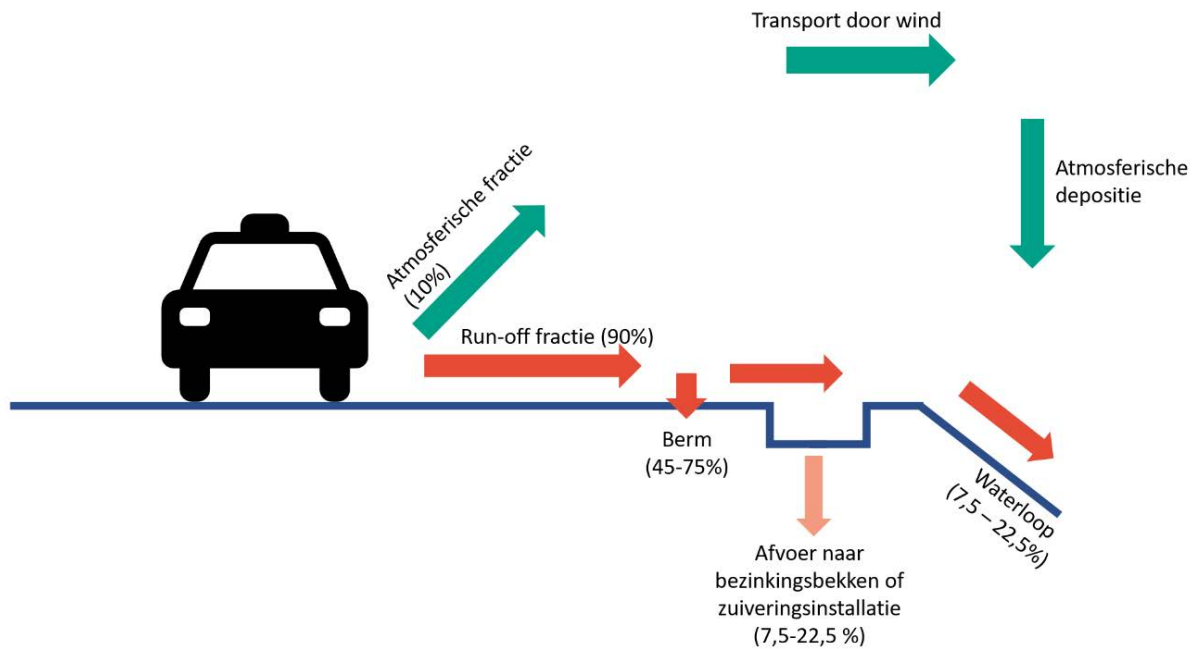 Transport door wind
Atmosferische
depositie
Atmosferische fractie
(10%)
Run-off fractie (90%)
Berm
(45-75%)
Waterloop
(7,5 – 22,5%)
Afvoer naar
bezinkingsbekken of
zuiveringsinstallatie
(7,5-22,5 %)